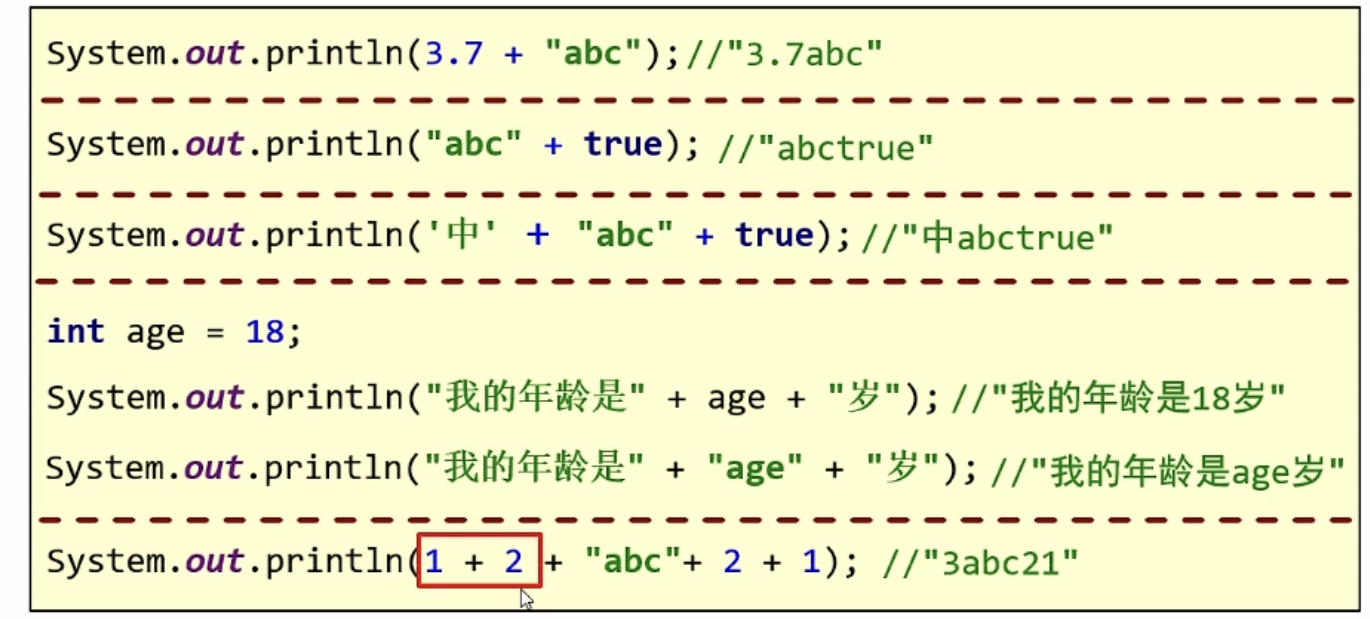 System.out.println(3.7 + "abc");//"3.7abc"
System.out.println("abc" + true); //"abctrue"
System.out.println('中' + "abc" + true);//"中abctrue"
int age = 18;
System.out.println("我的年龄是" + age + "岁");//"我的年龄是18岁"
System.out.println("我的年龄是" + "age" + "岁");//"我的年龄是age岁"
System.out.println(1 + 2 + "abc"+ 2 + 1); //"3abc21"